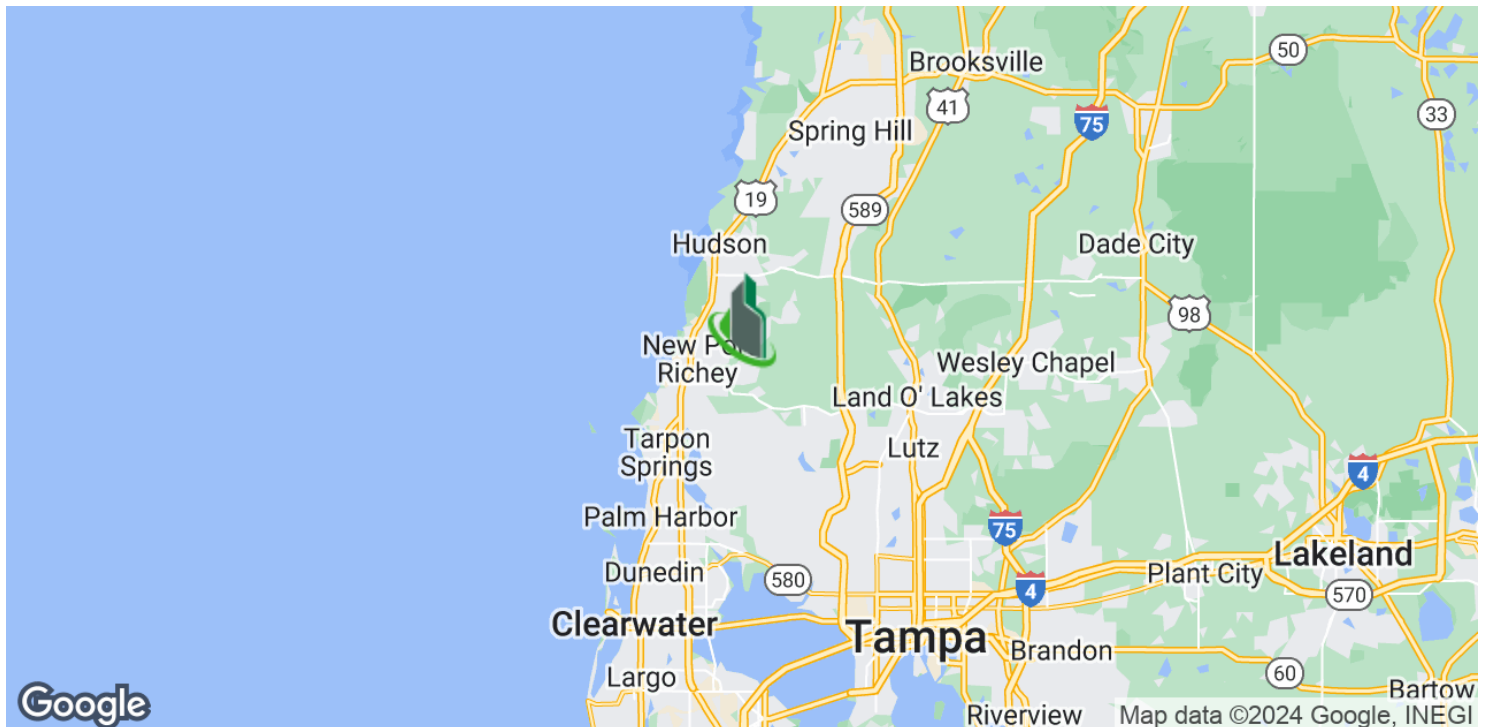 50
Brooksville
41
33
75
Spring Hill
19
589
Hudson
Dade City
98
New Po
Richey
Wesley Chapel
Land O' Lakes
Tarpon
Springs
Lutz
4
Palm Harbor
75
Lakeland
Dunedin
580
Plant City
4
570
Clearwater
Tampa
Brandon
60
Largo
Bartow
Google
Riverview
Map data ©2024 Google, INEGI